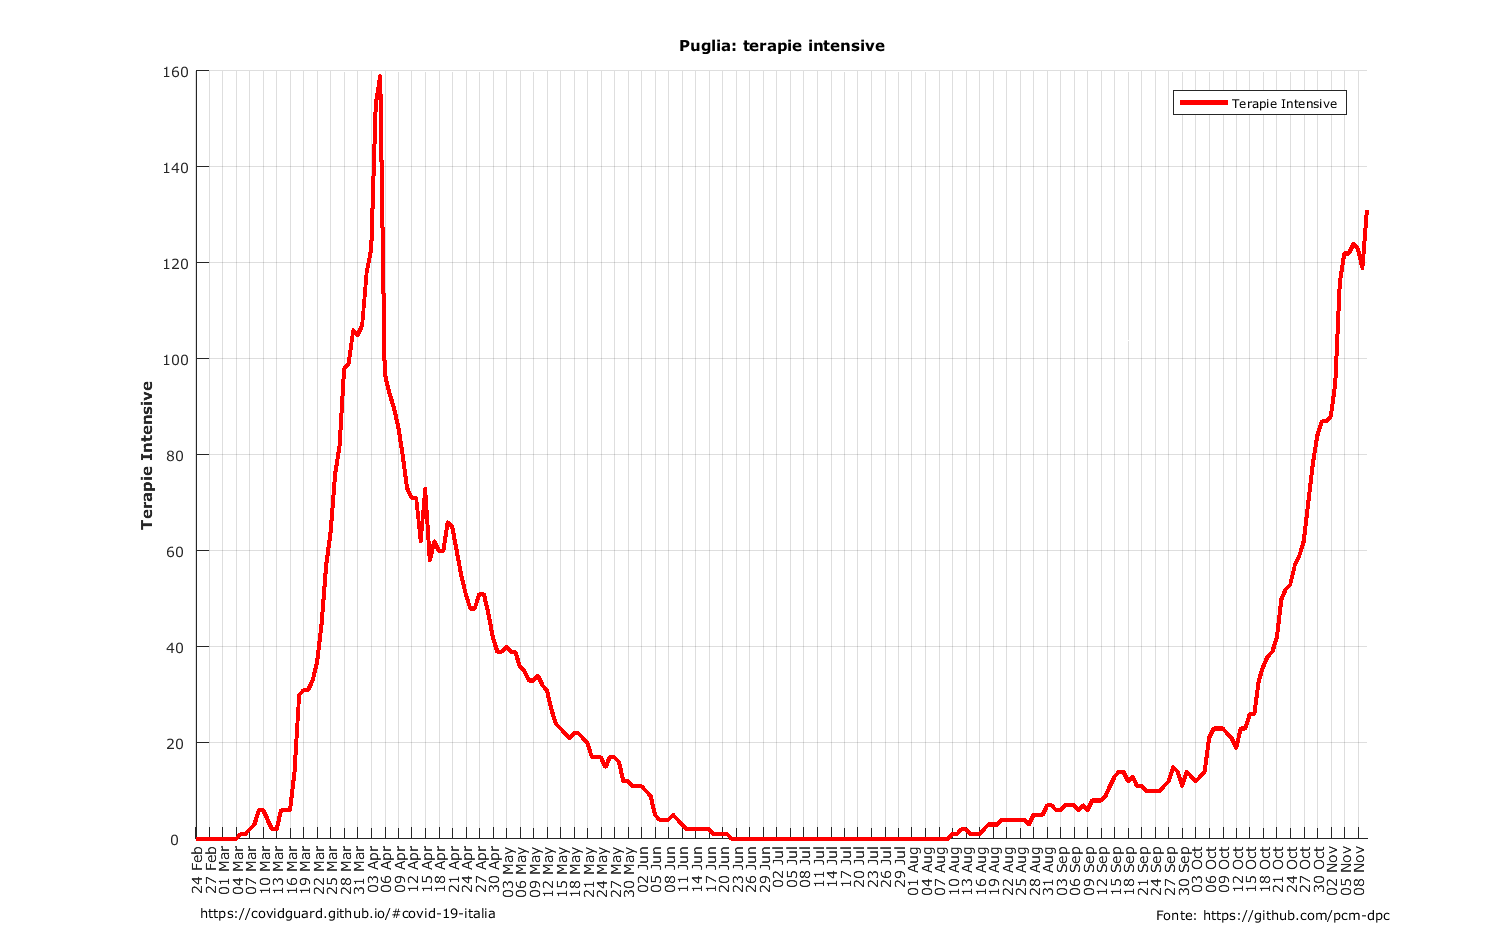 Puglia: terapie intensive
Terapie Intensive
Terapie Intensive
160
140
120
100
80
60
40
20
0
24 Feb
27 Feb
01 Mar
04 Mar
07 Mar
10 Mar
13 Mar
16 Mar
19 Mar
22 Mar
25 Mar
28 Mar
31 Mar
03 Apr
06 Apr
09 Apr
12 Apr
15 Apr
18 Apr
21 Apr
24 Apr
27 Apr
30 Apr
03 May
06 May
09 May
12 May
15 May
18 May
21 May
24 May
27 May
30 May
02 Jun
05 Jun
08 Jun
11 Jun
14 Jun
17 Jun
20 Jun
23 Jun
26 Jun
29 Jun
02 Jul
05 Jul
08 Jul
11 Jul
14 Jul
17 Jul
20 Jul
23 Jul
26 Jul
29 Jul
01 Aug
04 Aug
07 Aug
10 Aug
13 Aug
16 Aug
19 Aug
22 Aug
25 Aug
28 Aug
31 Aug
03 Sep
06 Sep
09 Sep
12 Sep
15 Sep
18 Sep
21 Sep
24 Sep
27 Sep
30 Sep
03 Oct
06 Oct
09 Oct
12 Oct
15 Oct
18 Oct
21 Oct
24 Oct
27 Oct
30 Oct
02 Nov
05 Nov
08 Nov
https://covidguard.github.io/#covid-19-italia
Fonte: https://github.com/pcm-dpc